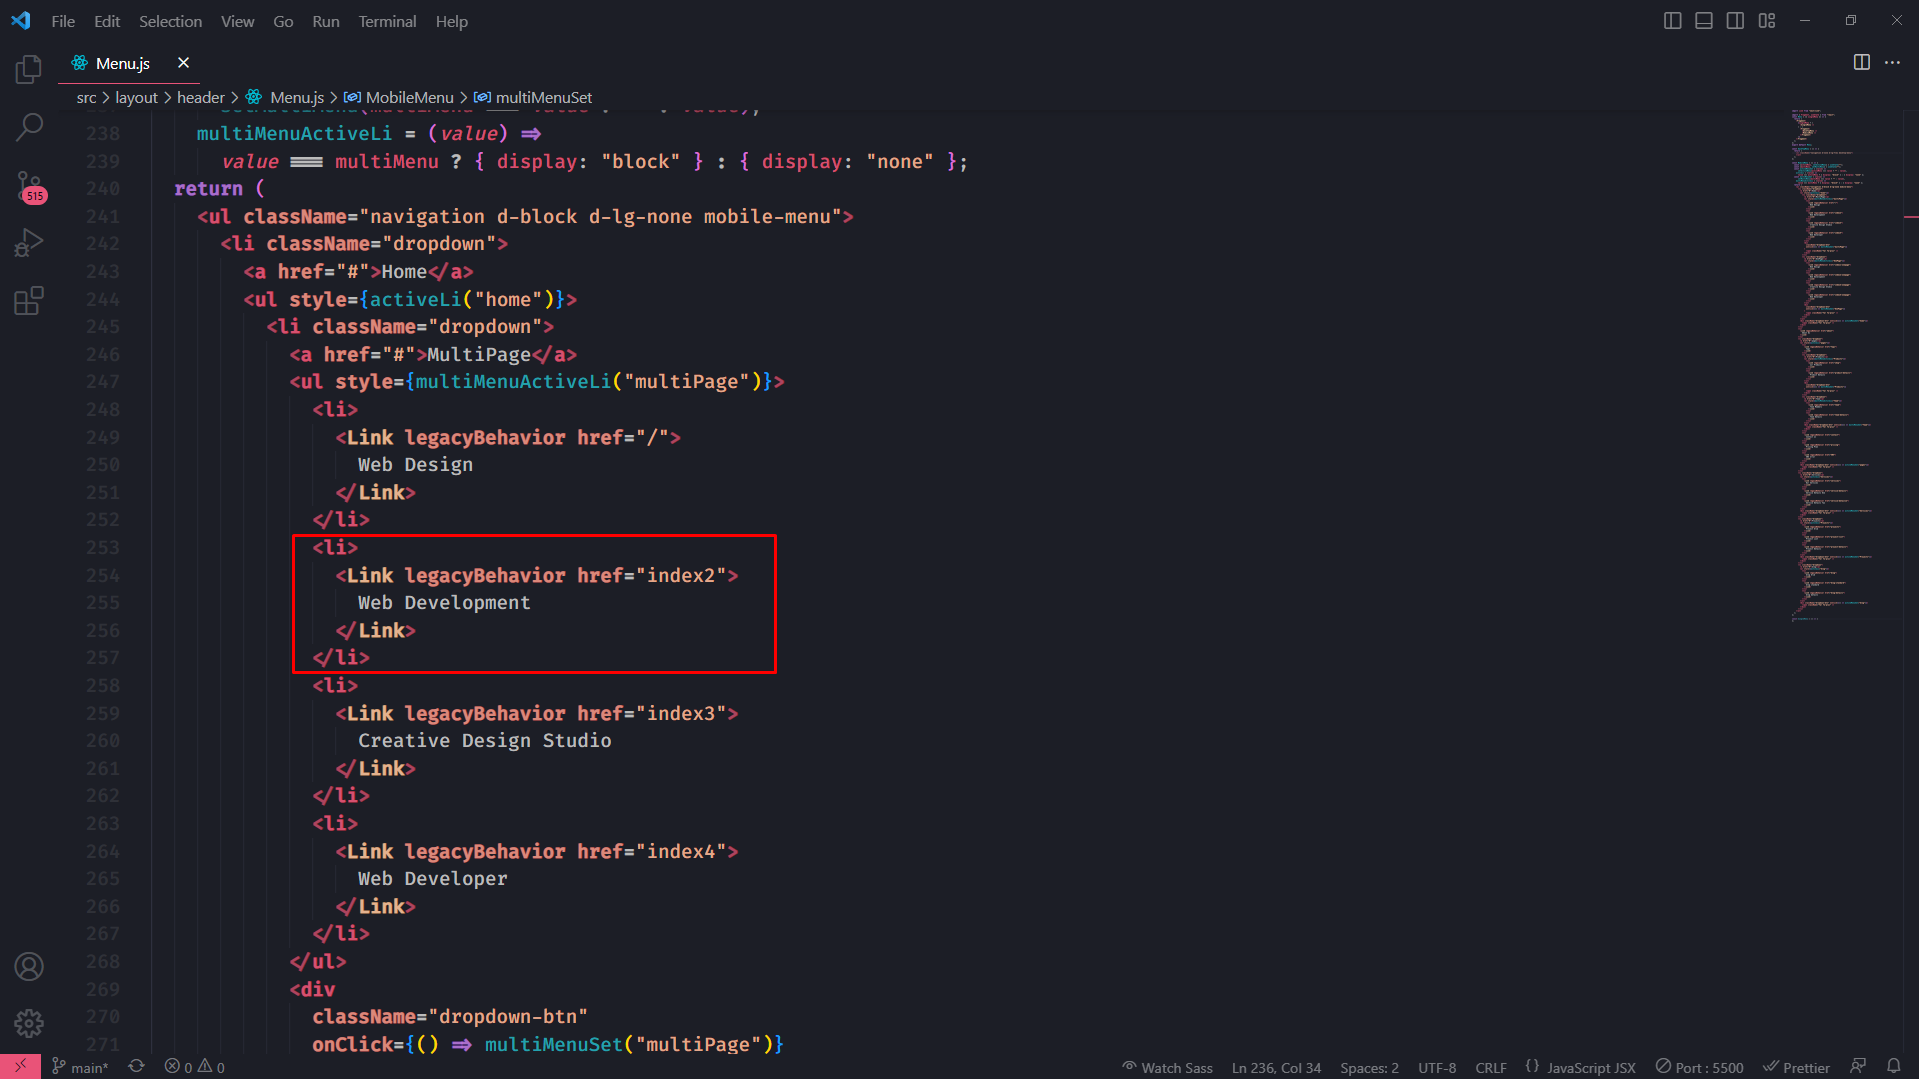 File Edit Selection View Go Run Terminal Help
Menu.js
src > layout > header > Menu.js > MobileMenu > multiMenuSet
238 multiMenuActiveLi = (value) =>
239 value === multiMenu ? { display: "block" } : { display: "none" };
240 return (
241 <ul className="navigation d-block d-lg-none mobile-menu">
242 <li className="dropdown">
243 <a href="#">Home</a>
244 <ul style={activeLi("home")}>
245 <li className="dropdown">
246 <a href="#">MultiPage</a>
247 <ul style={multiMenuActiveLi("multiPage")}>
248 <li>
249 <Link legacyBehavior href="/">
250 Web Design
251 </Link>
252 </li>
253 <li>
254 <Link legacyBehavior href="index2">
255 Web Development
256 </Link>
257 </li>
258 <li>
259 <Link legacyBehavior href="index3">
260 Creative Design Studio
261 </Link>
262 </li>
263 <li>
264 <Link legacyBehavior href="index4">
265 Web Developer
266 </Link>
267 </li>
268 </ul>
269 <div
270 className="dropdown-btn"
271 onClick={() => multiMenuSet("multiPage")}
515
main* 0 0 Watch Sass Ln 236, Col 34 Spaces: 2 UTF-8 CRLF {} JavaScript JSX Port : 5500 Prettier